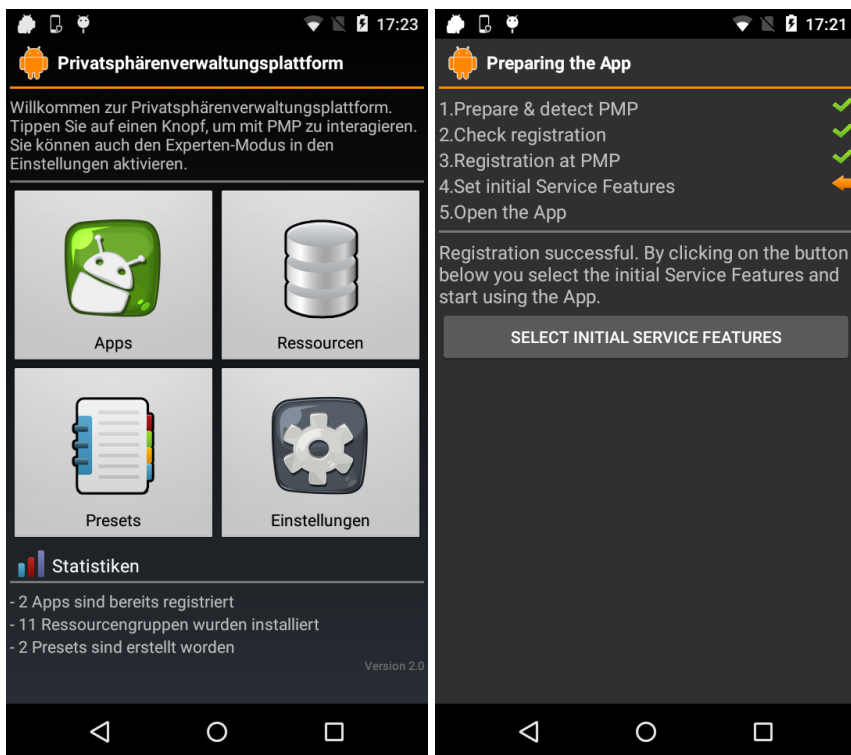 17:23
Privatsphärenverwaltungsplattform
Willkommen zur Privatsphärenverwaltungsplattform.
Tippen Sie auf einen Knopf, um mit PMP zu interagieren.
Sie können auch den Experten-Modus in den
Einstellungen aktivieren.
Apps
Ressourcen
Presets
Einstellungen
Statistiken
- 2 Apps sind bereits registriert
- 11 Ressourcengruppen wurden installiert
- 2 Presets sind erstellt worden
Version 2.0
17:21
Preparing the App
1.Prepare & detect PMP
2.Check registration
3.Registration at PMP
4.Set initial Service Features
5.Open the App
Registration successful. By clicking on the button
below you select the initial Service Features and
start using the App.
SELECT INITIAL SERVICE FEATURES